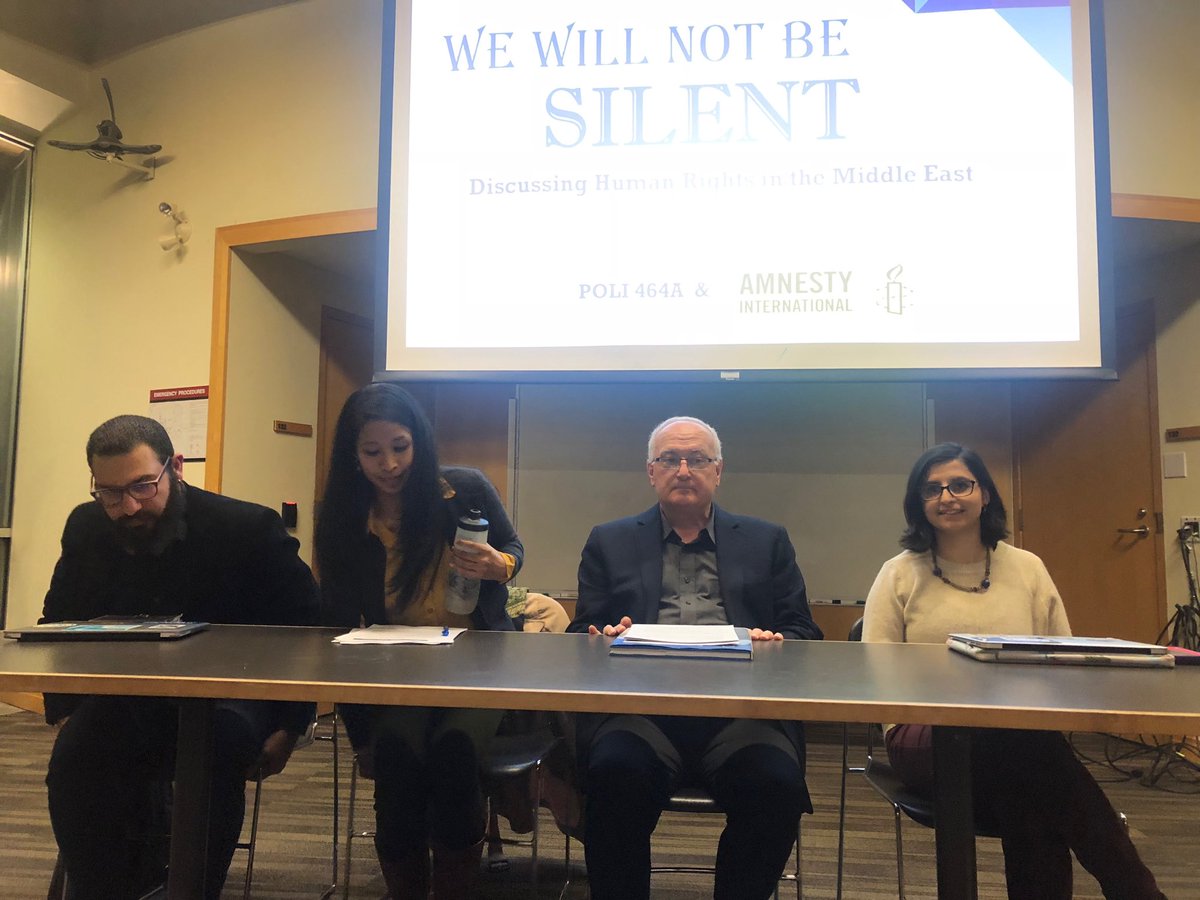 WE WILL NOT BE
SILENT
Discussing Human Rights in the Middle East
POLI 464A &
AMNESTY
INTERNATIONAL
EMERGENCY PROCEDURES